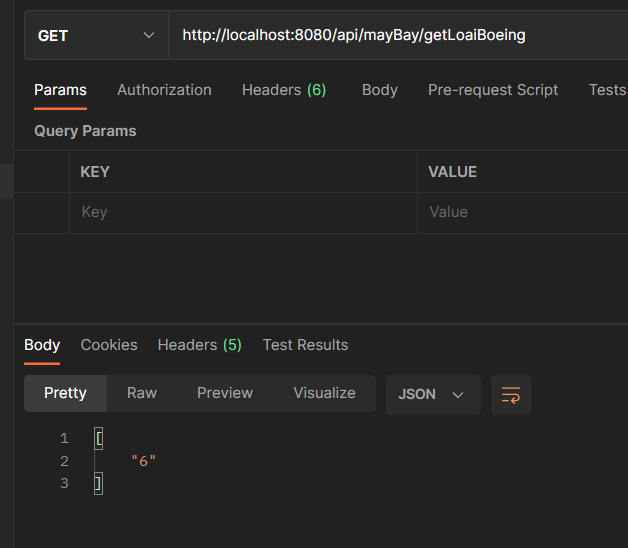 GET http://localhost:8080/api/mayBay/getLoaiBoeing
Params Authorization Headers (6) Body Pre-request Script Tests
Query Params
KEY VALUE
Key Value
Body Cookies Headers (5) Test Results
Pretty Raw Preview Visualize JSON
1 [
2 "6"
3 ]